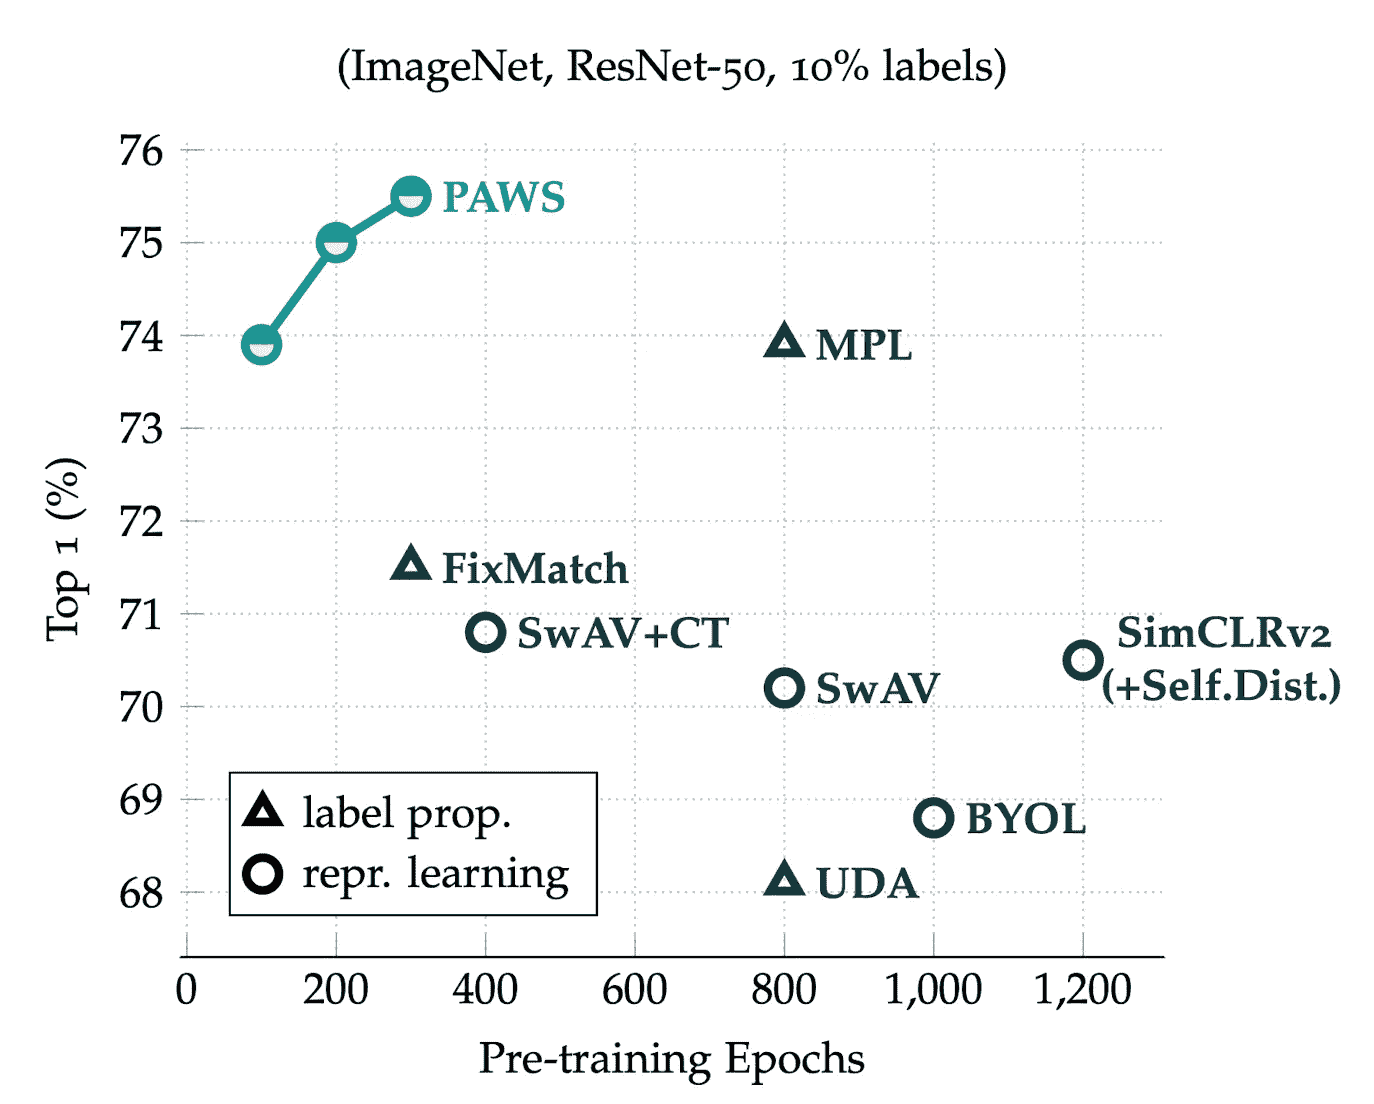 (ImageNet, ResNet-50, 10% labels)
76
75
74
73
72
71
70
69
68
Top 1 (%)
PAWS
MPL
FixMatch
SwAV+CT
SwAV
SimCLRv2
(+Self.Dist.)
BYOL
UDA
label prop.
repr. learning
0 200 400 600 800 1,000 1,200
Pre-training Epochs